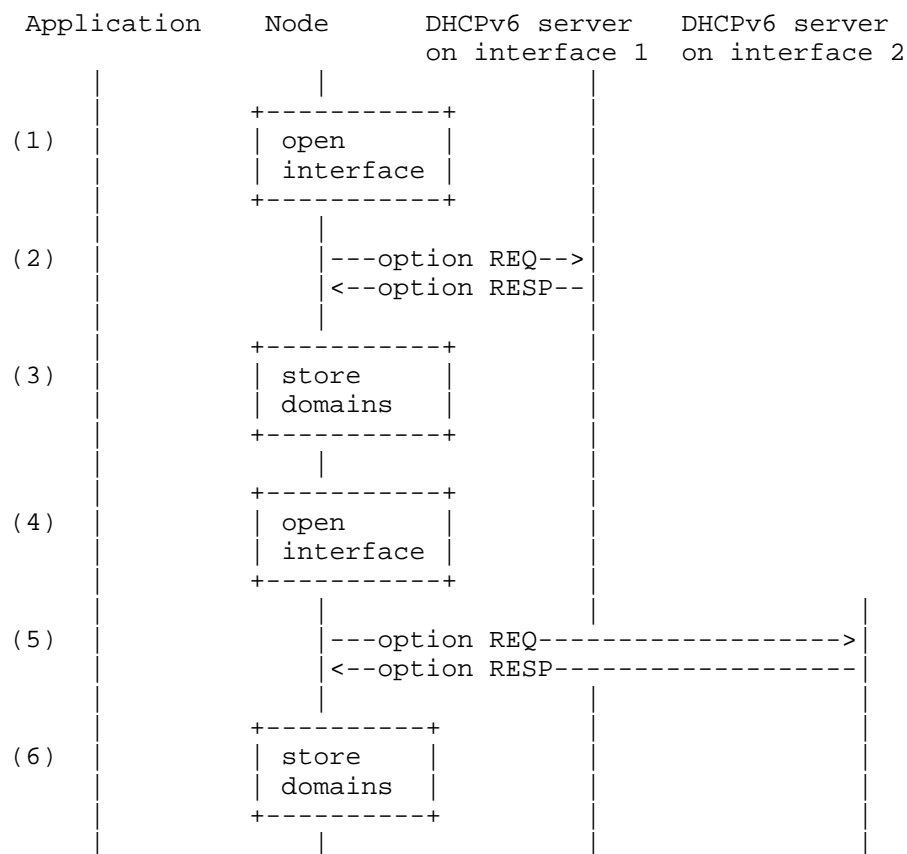 Application Node DHCPv6 server DHCPv6 server
on interface 1 on interface 2
(1) open
interface
(2) ---option REQ-->
<--option RESP--
(3) store
domains
(4) open
interface
(5) ---option REQ------------------->
<--option RESP-------------------
(6) store
domains